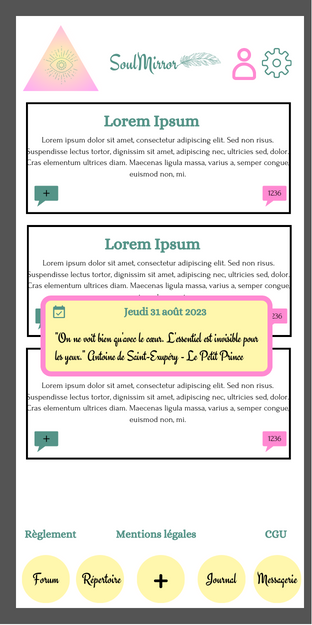 SoulMirror
Lorem Ipsum
Lorem ipsum dolor sit amet, consectetur adipiscing elit. Sed non risus.
Suspendisse lectus tortor, dignissim sit amet, adipiscing nec, ultricies sed, dolor.
Cras elementum ultrices diam. Maecenas ligula massa, varius a, semper congue,
euismod non, mi.
+
1236
Lorem Ipsum
Lorem ipsum dolor sit amet, consectetur adipiscing elit. Sed non risus.
Suspendisse lectus tortor, dignissim sit amet, adipiscing nec, ultricies sed, dolor.
Cras elementum ultrices diam. Maecenas ligula massa, varius a, semper congue,
236
Jeudi 31 août 2023
"On ne voit bien qu'avec le cœur. L'essentiel est invisible pour
les yeux." Antoine de Saint-Exupéry - Le Petit Prince
Lorem ipsum dolor sit amet, consectetur adipiscing elit. Sed non risus.
Suspendisse lectus tortor, dignissim sit amet, adipiscing nec, ultricies sed, dolor.
Cras elementum ultrices diam. Maecenas ligula massa, varius a, semper congue,
euismod non, mi.
+
1236
Règlement Mentions légales CGU
Forum Répertoire + Journal Messagerie